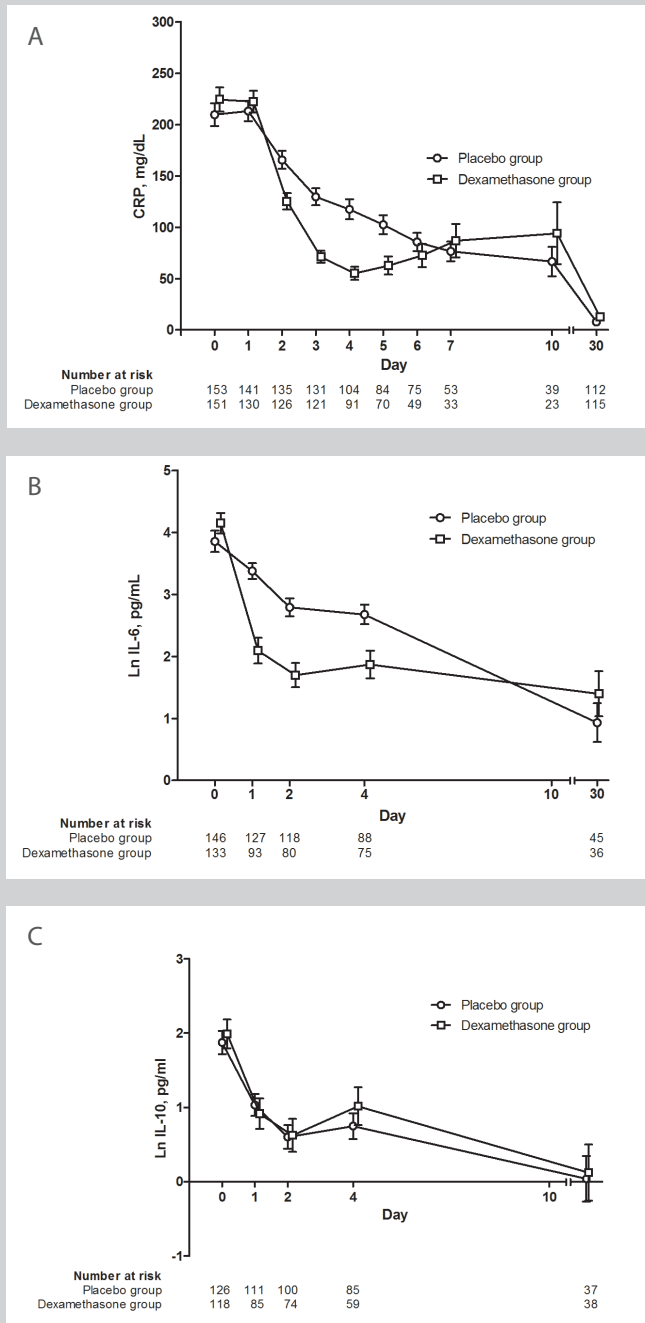 A
300
250
200
150
100
50
0
CRP, mg/dL
Placebo group
Dexamethasone group
0 1 2 3 4 5 6 7 10 30
Day
Number at risk
Placebo group 153 141 135 131 104 84 75 53 39 112
Dexamethasone group 151 130 126 121 91 70 49 33 23 115
B
5
4
3
2
1
0
Ln IL-6, pg/mL
Placebo group
Dexamethasone group
0 1 2 4 10 30
Day
Number at risk
Placebo group 146 127 118 88 45
Dexamethasone group 133 93 80 75 36
C
3
2
1
0
-1
Ln IL-10, pg/ml
Placebo group
Dexamethasone group
0 1 2 4 10
Day
Number at risk
Placebo group 126 111 100 85 37
Dexamethasone group 118 85 74 59 38